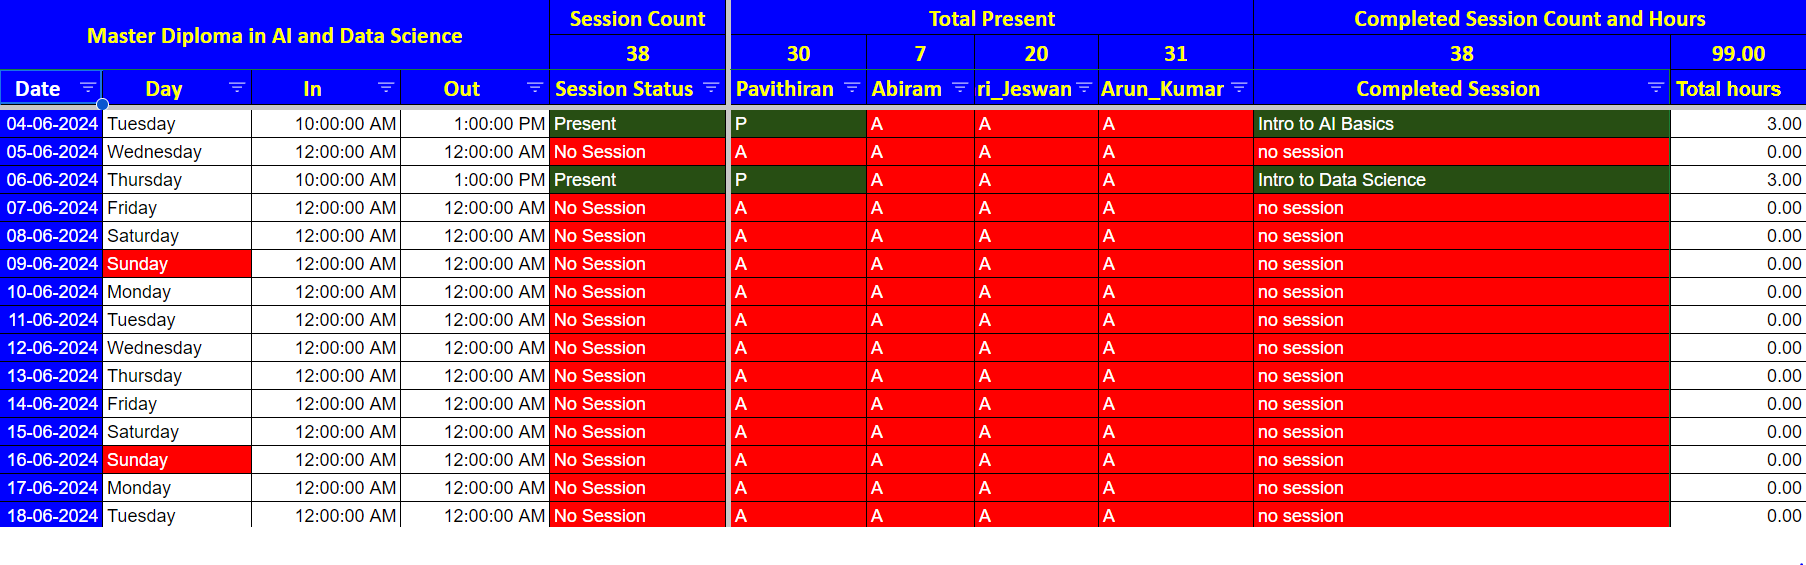 Master Diploma in AI and Data Science Session Count Total Present Completed Session Count and Hours
38 30 7 20 31 38 99.00
Date Day In Out Session Status Pavithiran Abiram ri_Jeswan Arun_Kumar Completed Session Total hours
04-06-2024 Tuesday 10:00:00 AM 1:00:00 PM Present P A A A Intro to AI Basics 3.00
05-06-2024 Wednesday 12:00:00 AM 12:00:00 AM No Session A A A A no session 0.00
06-06-2024 Thursday 10:00:00 AM 1:00:00 PM Present P A A A Intro to Data Science 3.00
07-06-2024 Friday 12:00:00 AM 12:00:00 AM No Session A A A A no session 0.00
08-06-2024 Saturday 12:00:00 AM 12:00:00 AM No Session A A A A no session 0.00
09-06-2024 Sunday 12:00:00 AM 12:00:00 AM No Session A A A A no session 0.00
10-06-2024 Monday 12:00:00 AM 12:00:00 AM No Session A A A A no session 0.00
11-06-2024 Tuesday 12:00:00 AM 12:00:00 AM No Session A A A A no session 0.00
12-06-2024 Wednesday 12:00:00 AM 12:00:00 AM No Session A A A A no session 0.00
13-06-2024 Thursday 12:00:00 AM 12:00:00 AM No Session A A A A no session 0.00
14-06-2024 Friday 12:00:00 AM 12:00:00 AM No Session A A A A no session 0.00
15-06-2024 Saturday 12:00:00 AM 12:00:00 AM No Session A A A A no session 0.00
16-06-2024 Sunday 12:00:00 AM 12:00:00 AM No Session A A A A no session 0.00
17-06-2024 Monday 12:00:00 AM 12:00:00 AM No Session A A A A no session 0.00
18-06-2024 Tuesday 12:00:00 AM 12:00:00 AM No Session A A A A no session 0.00